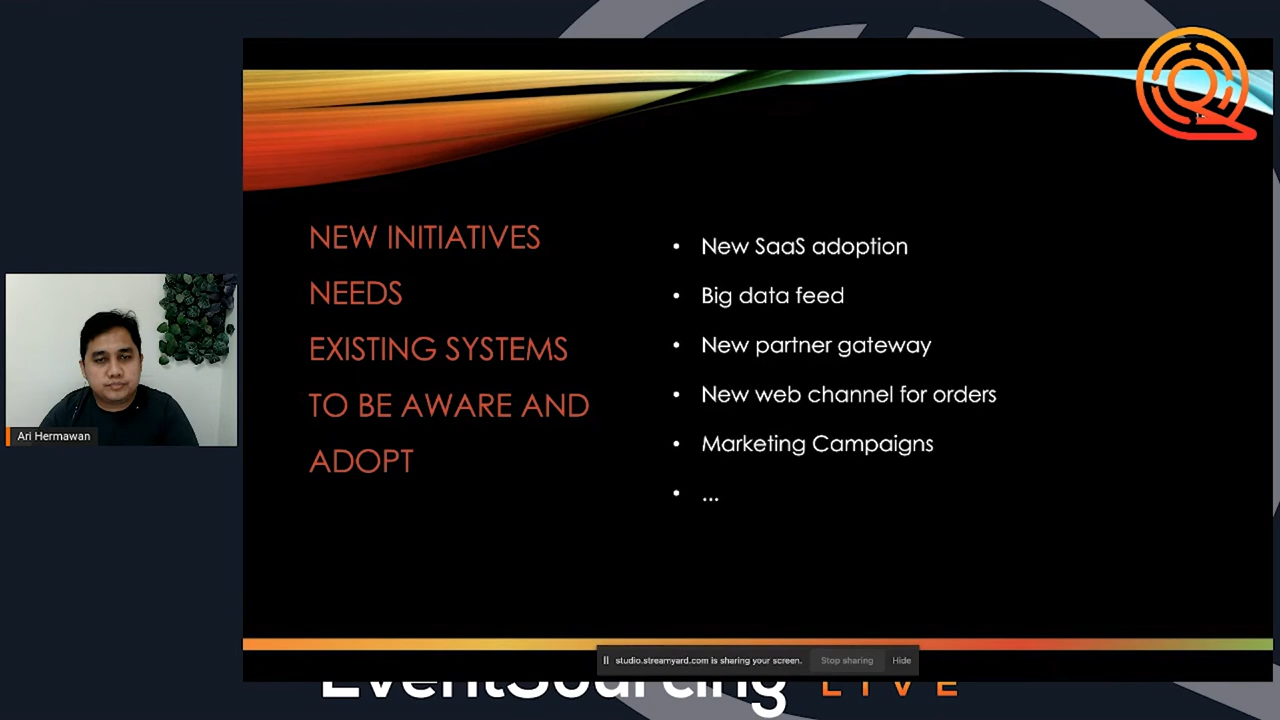 NEW INITIATIVES
NEEDS
EXISTING SYSTEMS
TO BE AWARE AND
ADOPT
• New SaaS adoption
• Big data feed
• New partner gateway
• New web channel for orders
• Marketing Campaigns
• ...
Ari Hermawan
studio.streamyard.com is sharing your screen. Stop sharing Hide
EventSourcing LIVE